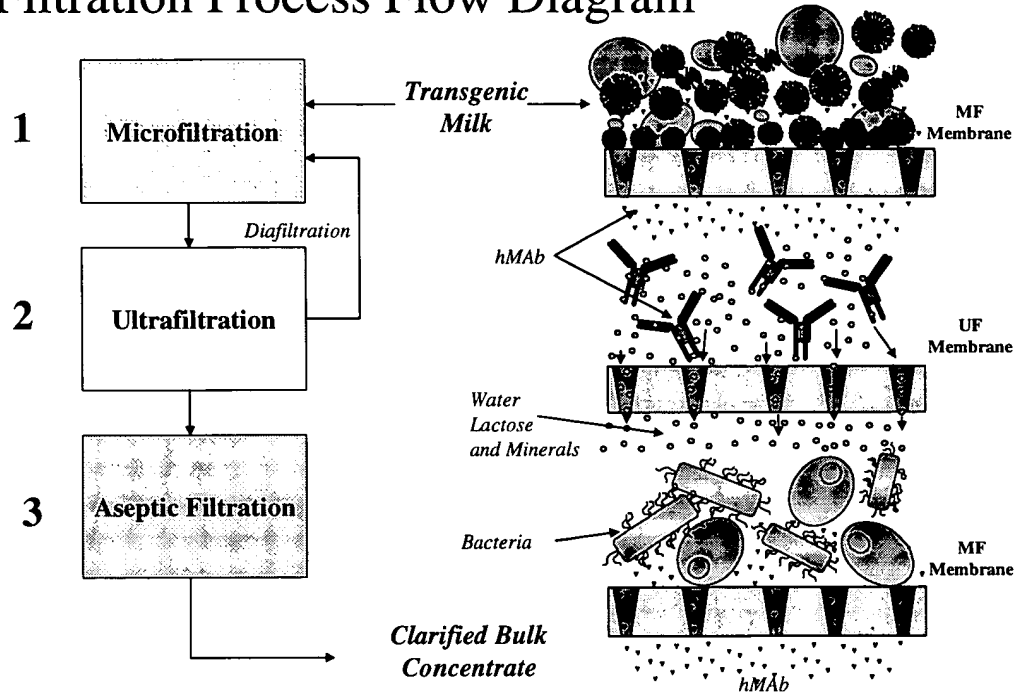 Filtration Process Flow Diagram
1
Microfiltration
Diafiltration
2
Ultrafiltration
3
Aseptic Filtration
Transgenic
Milk
MF
Membrane
hMAb
UF
Membrane
Water
Lactose
and Minerals
Bacteria
MF
Membrane
Clarified Bulk
Concentrate
hMAb